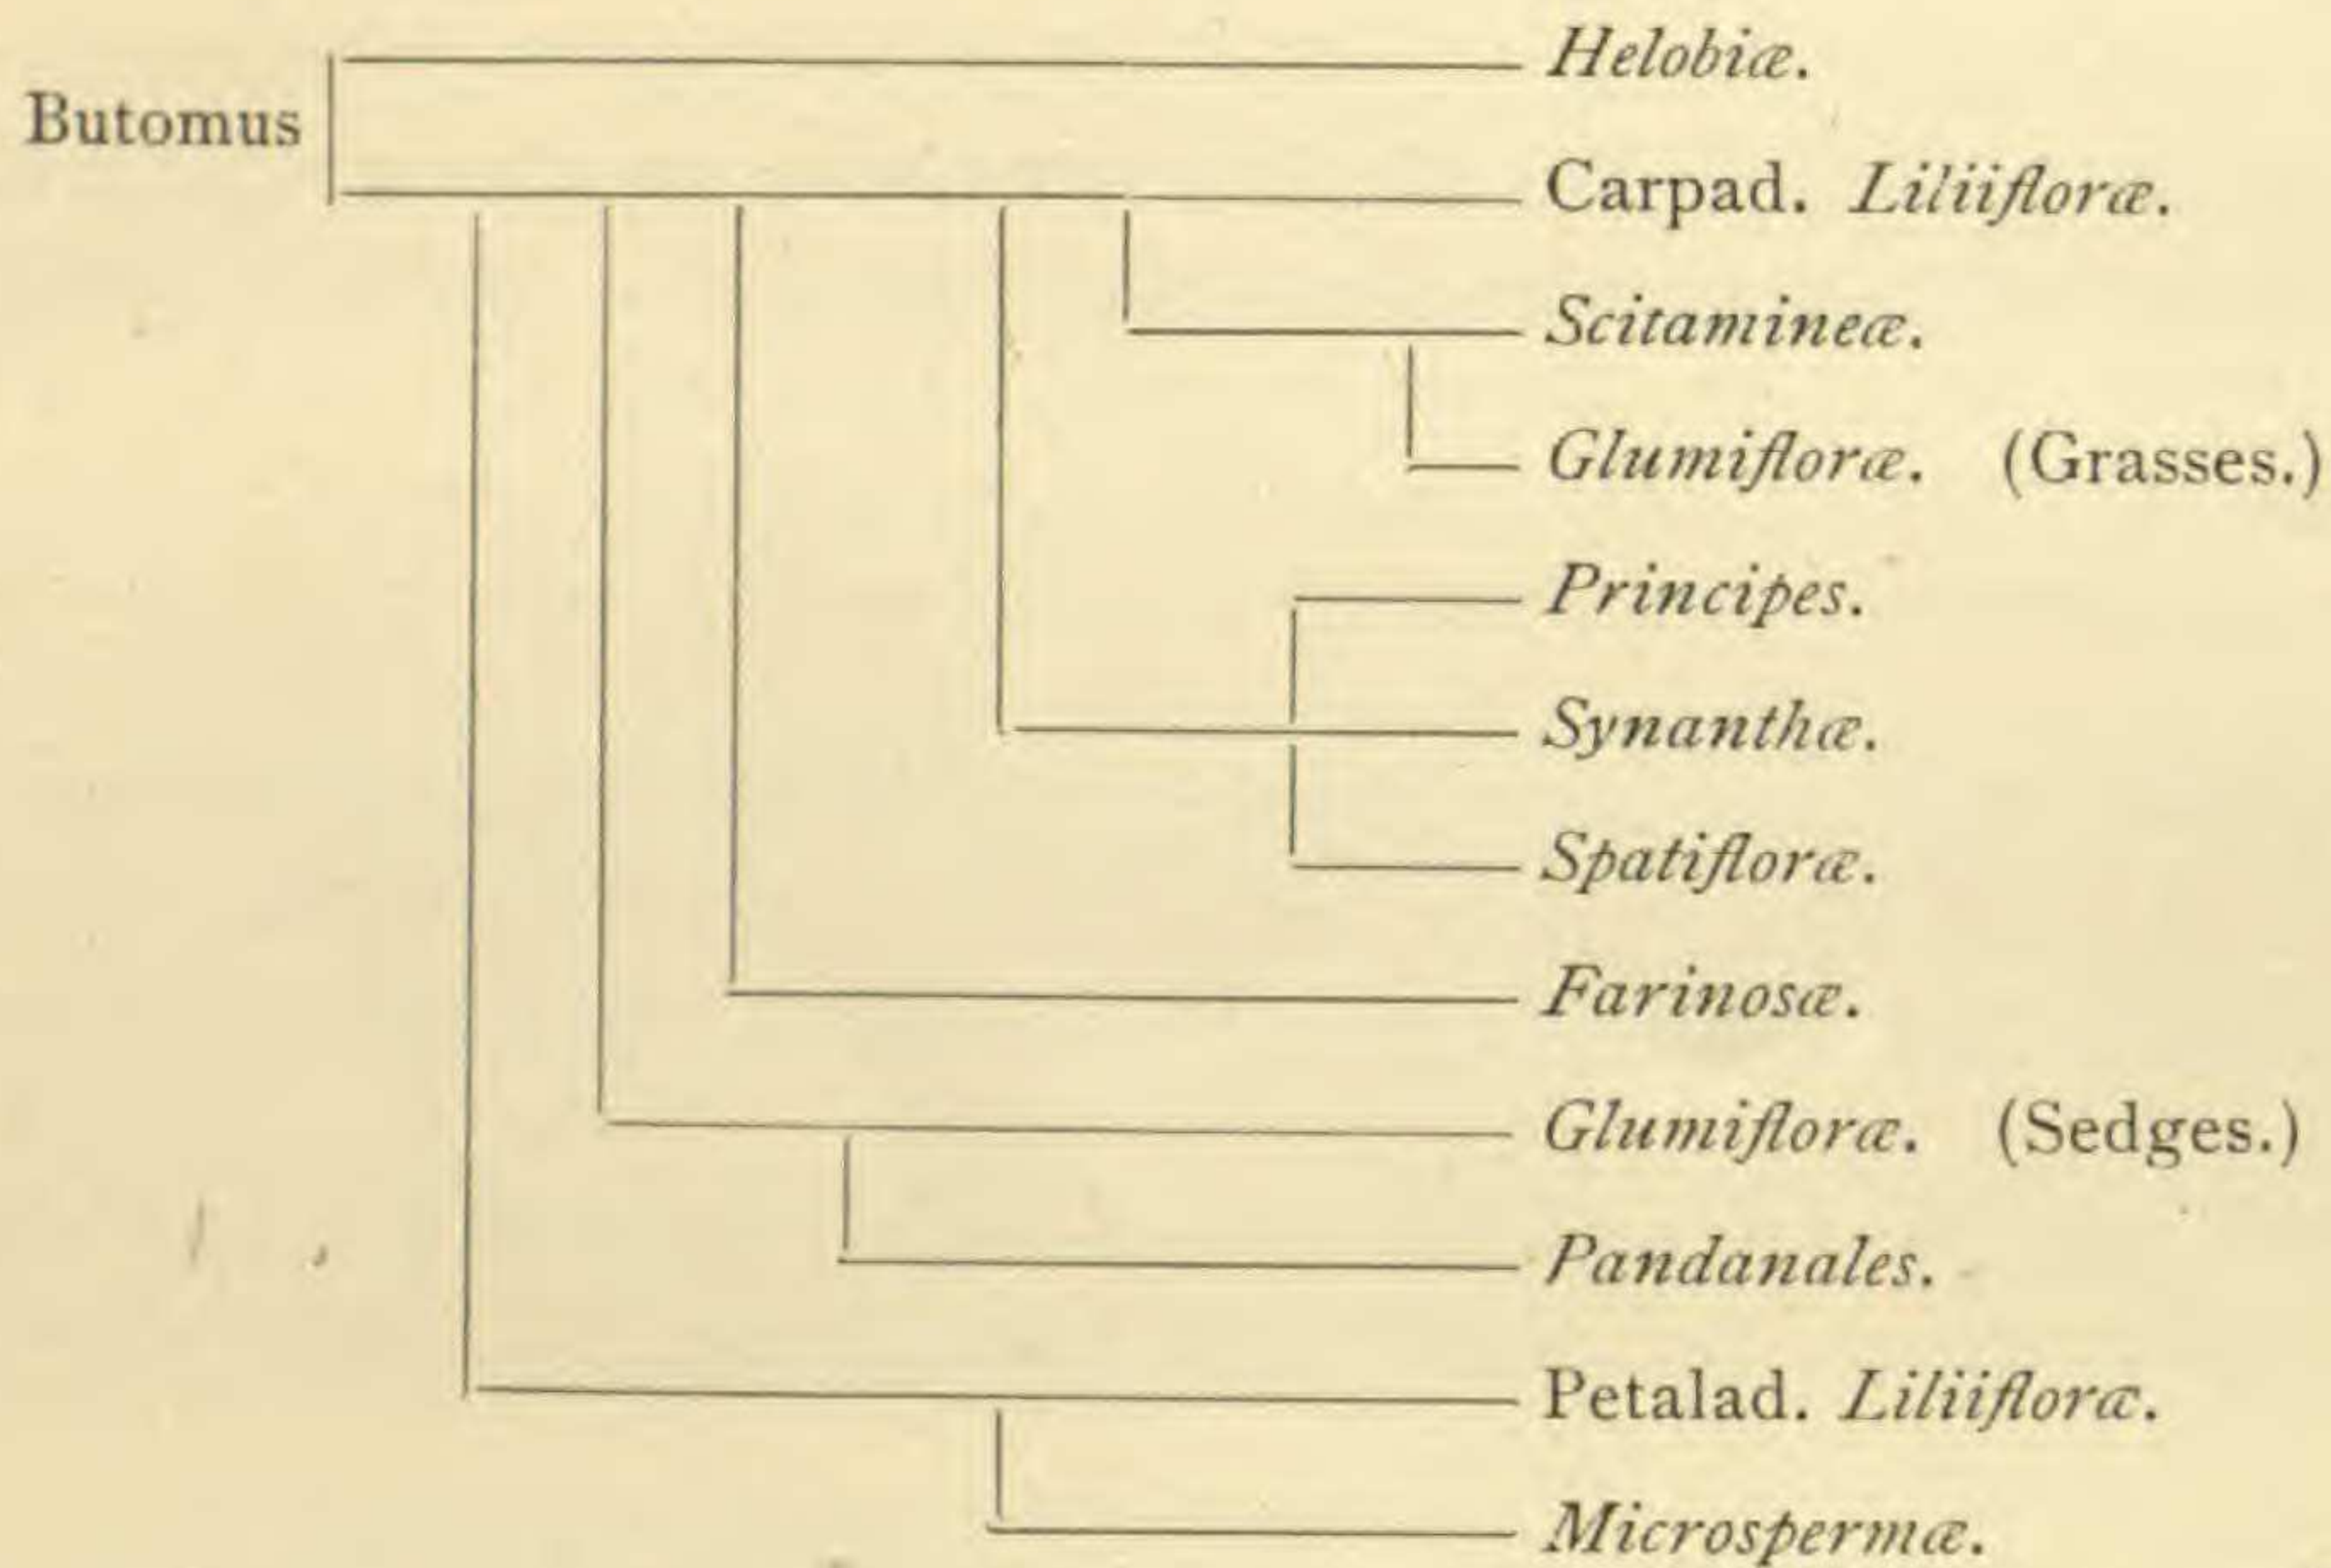 Helobiæ.
Butomus
Carpad. Liliifloræ.
Scitamineæ.
Glumifloræ. (Grasses.)
Principes.
Synanthæ.
Spatifloræ.
Farinosæ.
Glumifloræ. (Sedges.)
Pandanales.
Petalad. Liliifloræ.
Microspermæ.